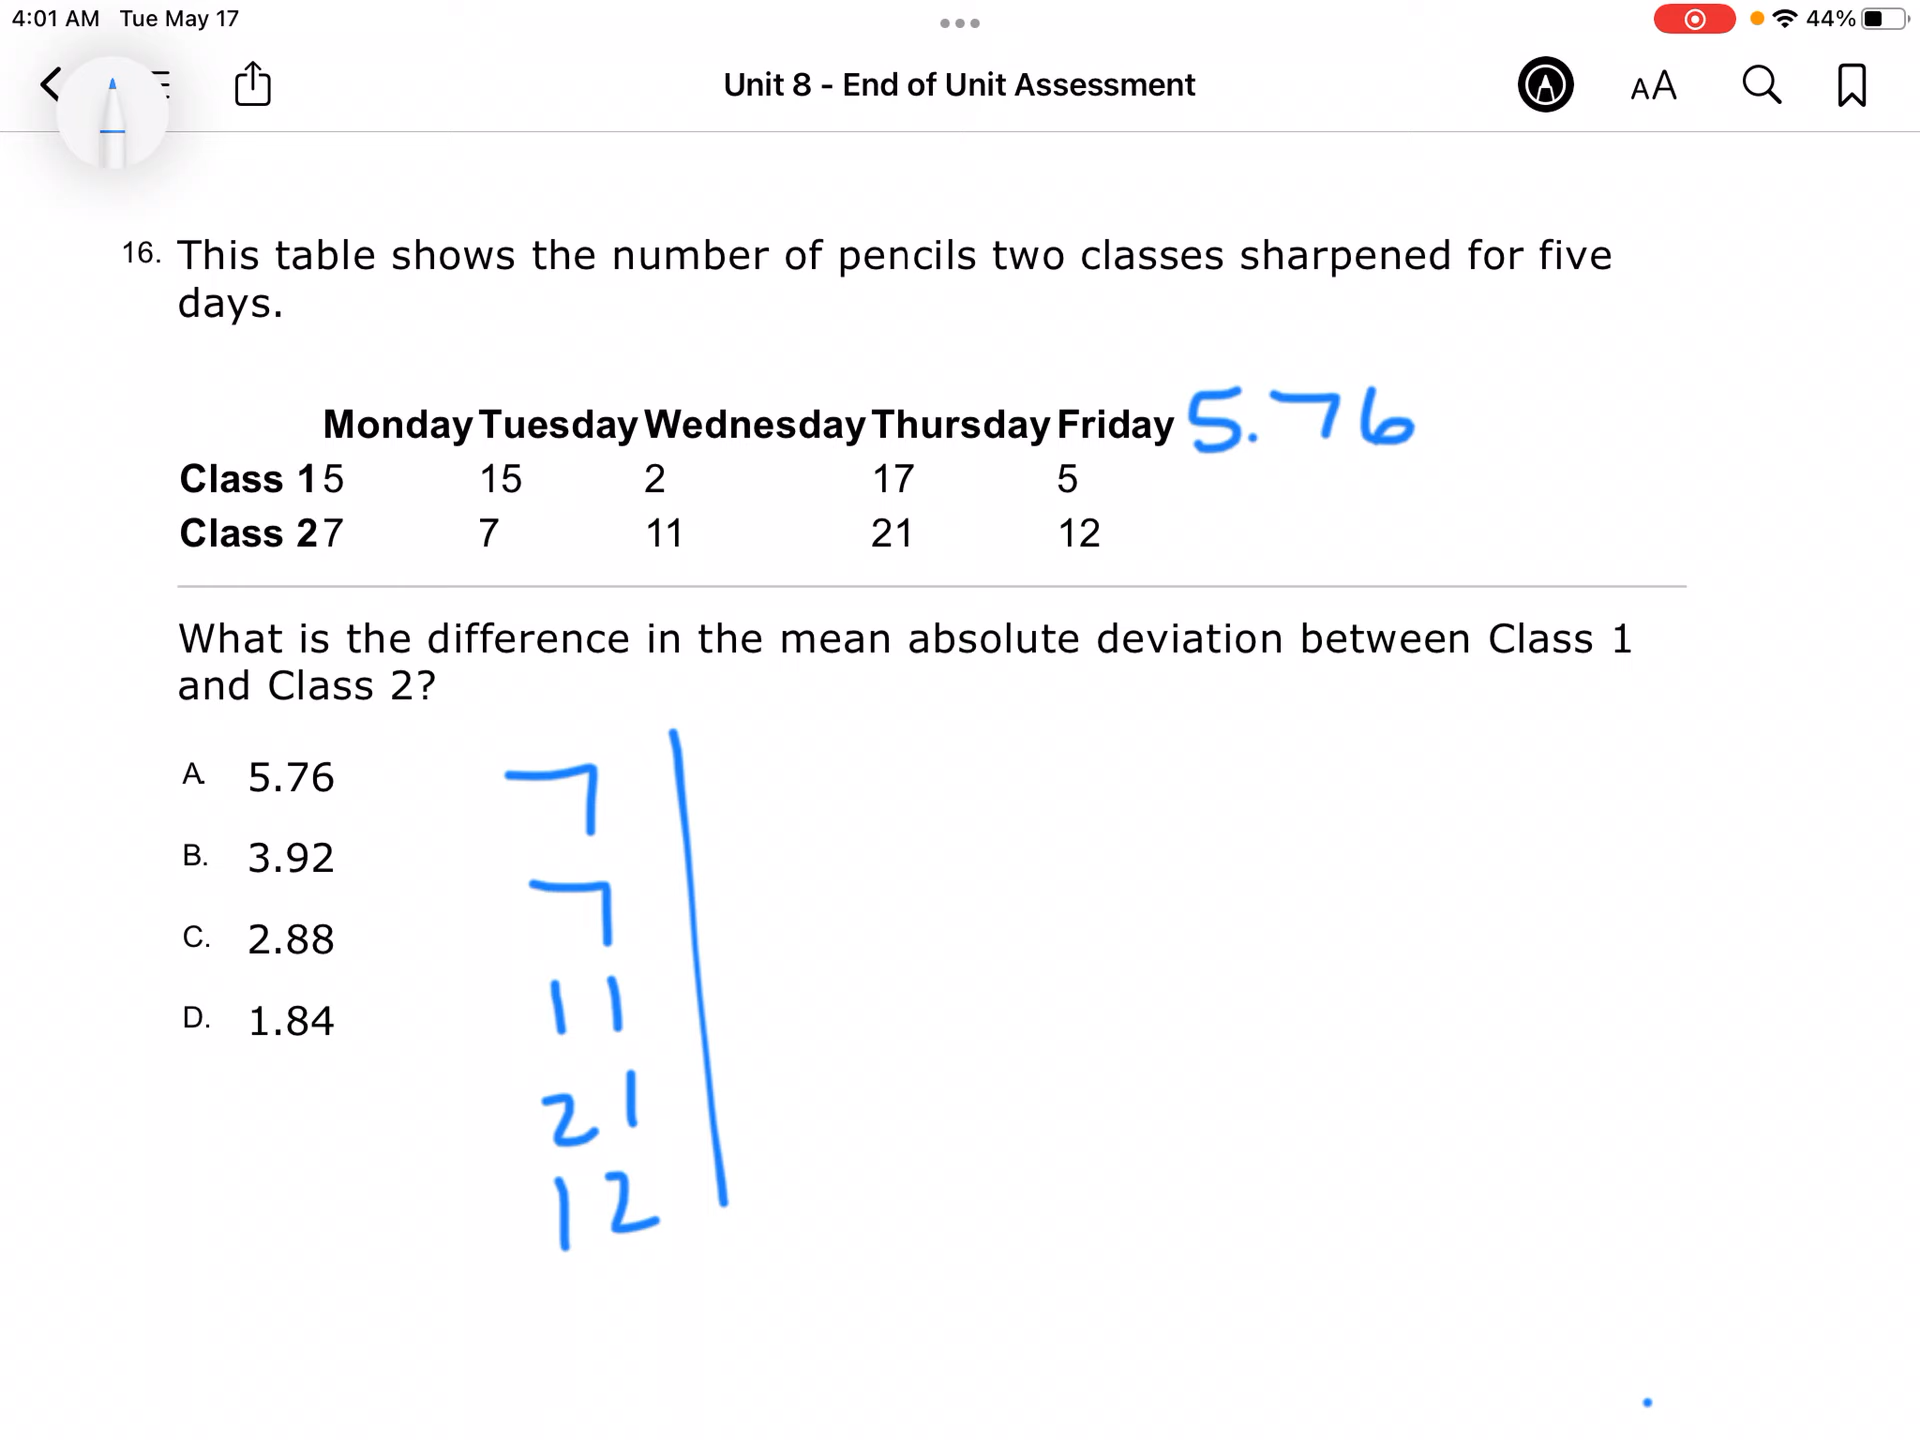 4:01 AM Tue May 17
44%
Unit 8 - End of Unit Assessment
AA
16. This table shows the number of pencils two classes sharpened for five
days.
Monday Tuesday Wednesday Thursday Friday 5.76
Class 1 5 15 2 17 5
Class 2 7 7 11 21 12
What is the difference in the mean absolute deviation between Class 1
and Class 2?
A. 5.76
B. 3.92
C. 2.88
D. 1.84
7
7
11
21
12